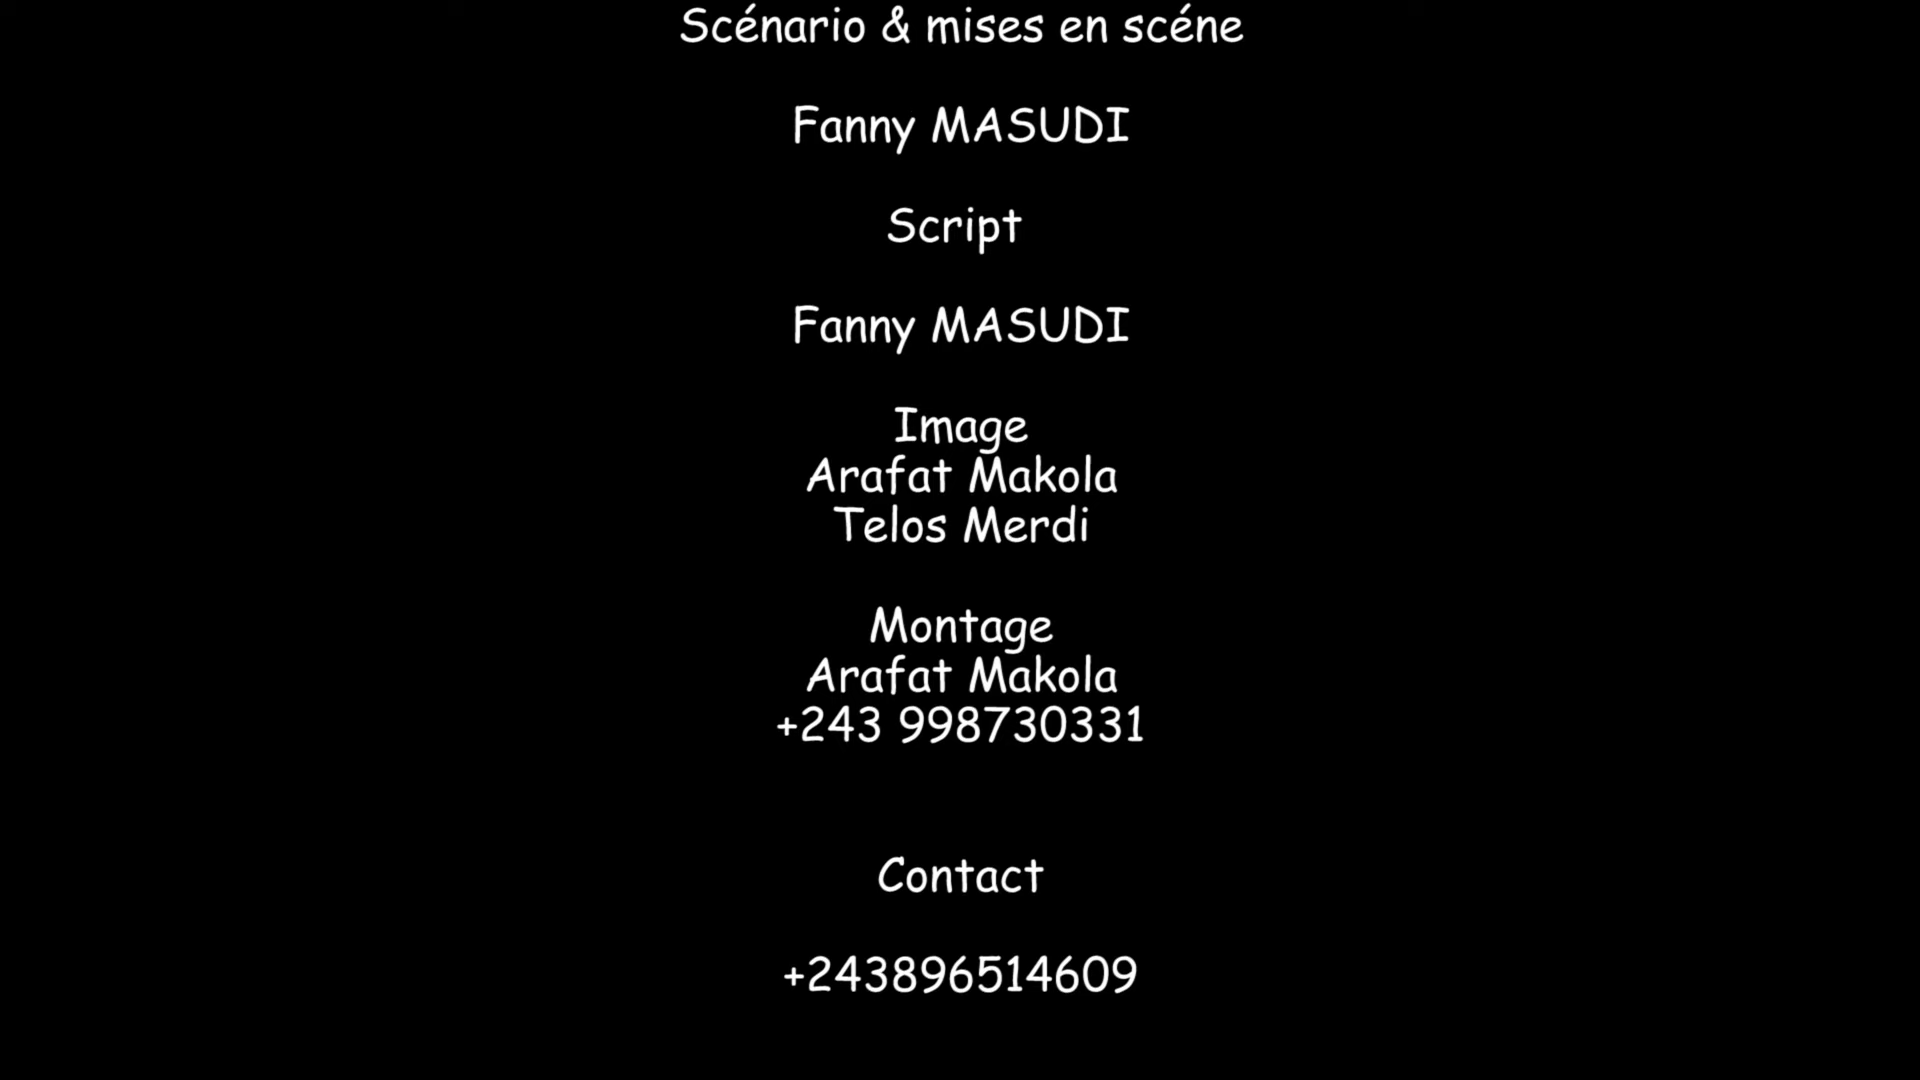 Scénario & mises en scéne
Fanny MASUDI
Script
Fanny MASUDI
Image
Arafat Makola
Telos Merdi
Montage
Arafat Makola
+243 998730331
Contact
+243896514609